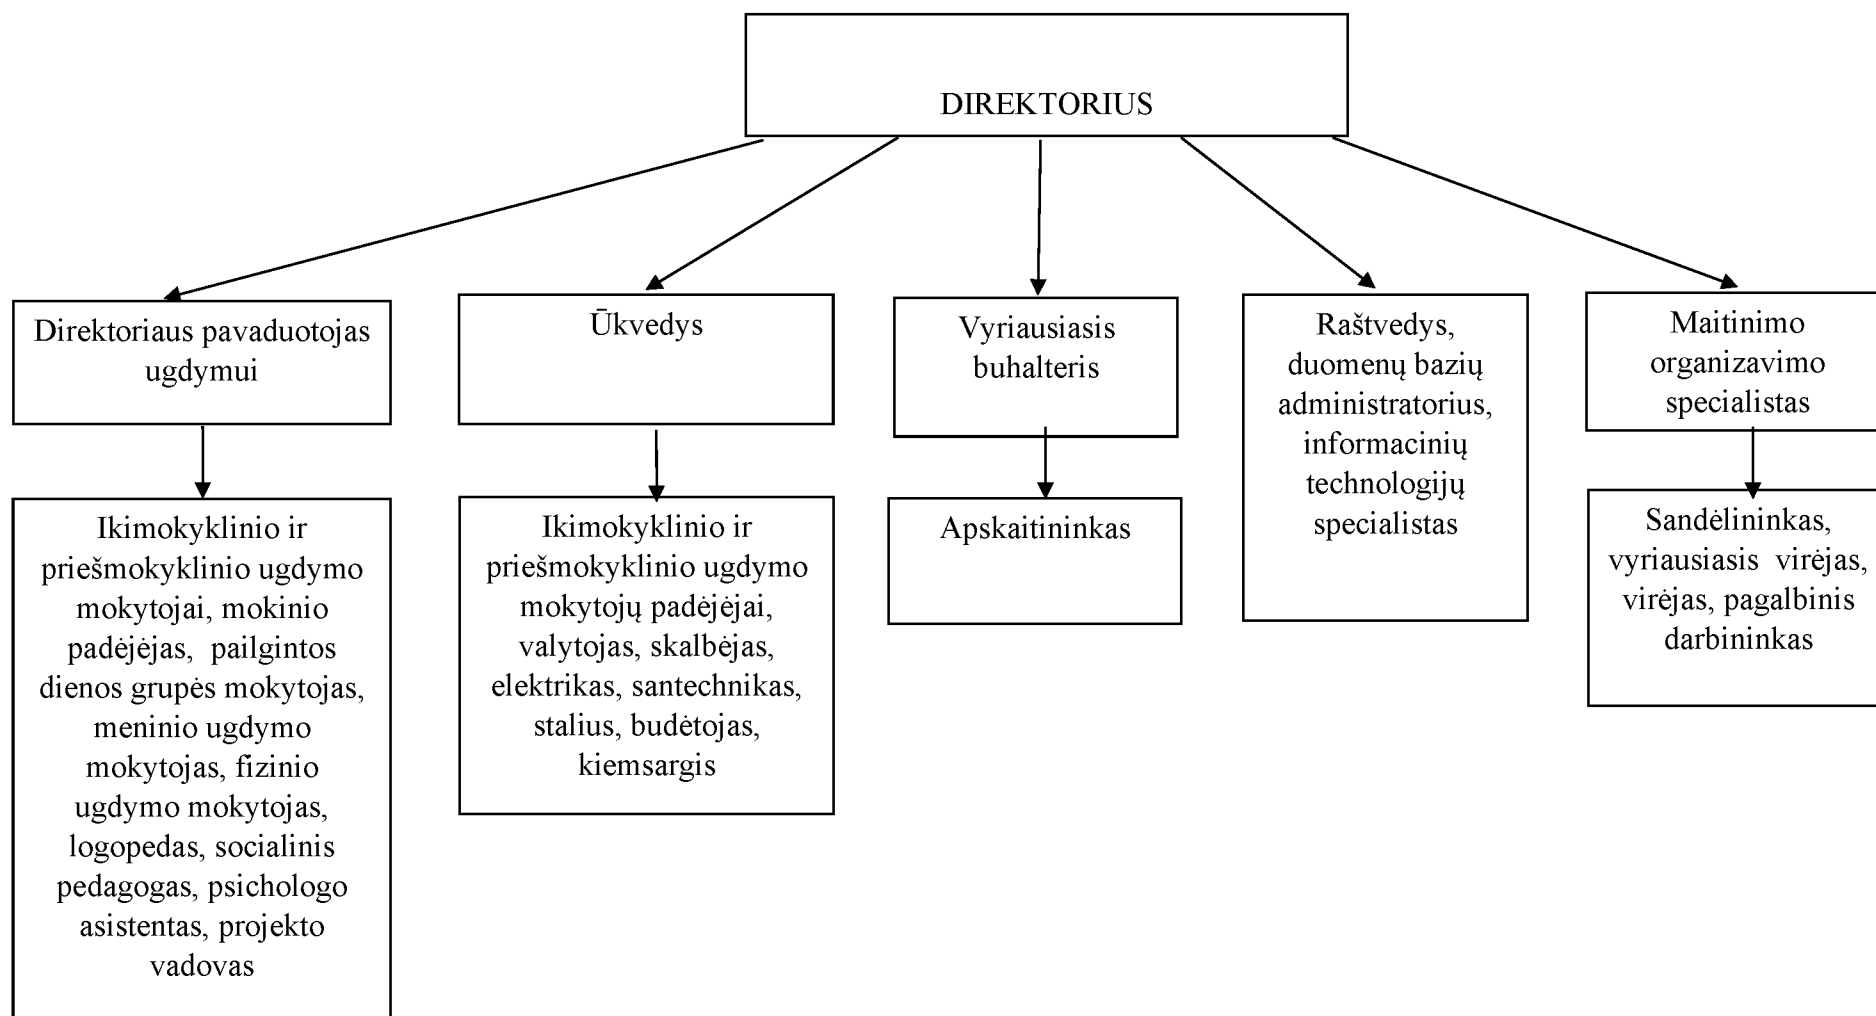 DIREKTORIUS
Direktoriaus pavaduotojas
ugdymui
Ūkvedys
Vyriausiasis
buhalteris
Raštvedys,
duomenų bazių
administratorius,
informacinių
technologijų
specialistas
Maitinimo
organizavimo
specialistas
Ikimokyklinio ir
priešmokyklinio ugdymo
mokytojai, mokinio
padėjėjas, pailgintos
dienos grupės mokytojas,
meninio ugdymo
mokytojas, fizinio
ugdymo mokytojas,
logopedas, socialinis
pedagogas, psichologo
asistentas, projekto
vadovas
Ikimokyklinio ir
priešmokyklinio ugdymo
mokytojų padėjėjai,
valytojas, skalbėjas,
elektrikas, santechnikas,
stalius, budėtojas,
kiemsargis
Apskaitininkas
Sandėlininkas,
vyriausiasis virėjas,
virėjas, pagalbinis
darbininkas